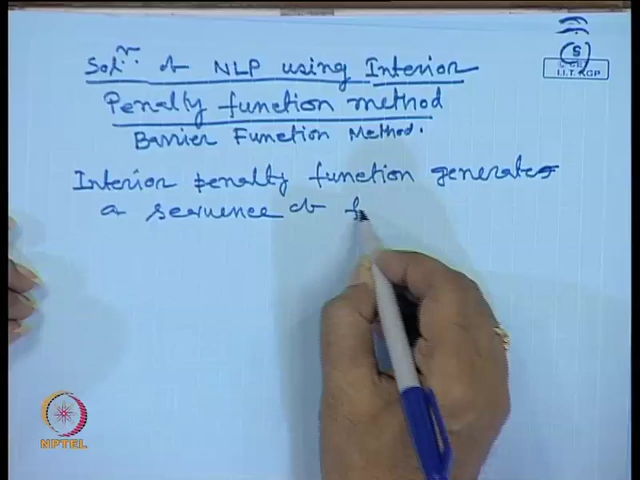 Solⁿ. of NLP using Interior
Penalty function method
Barrier Function Method.
Interior penalty function generates
a sequence of f
5
I.I.T. KGP
NPTEL